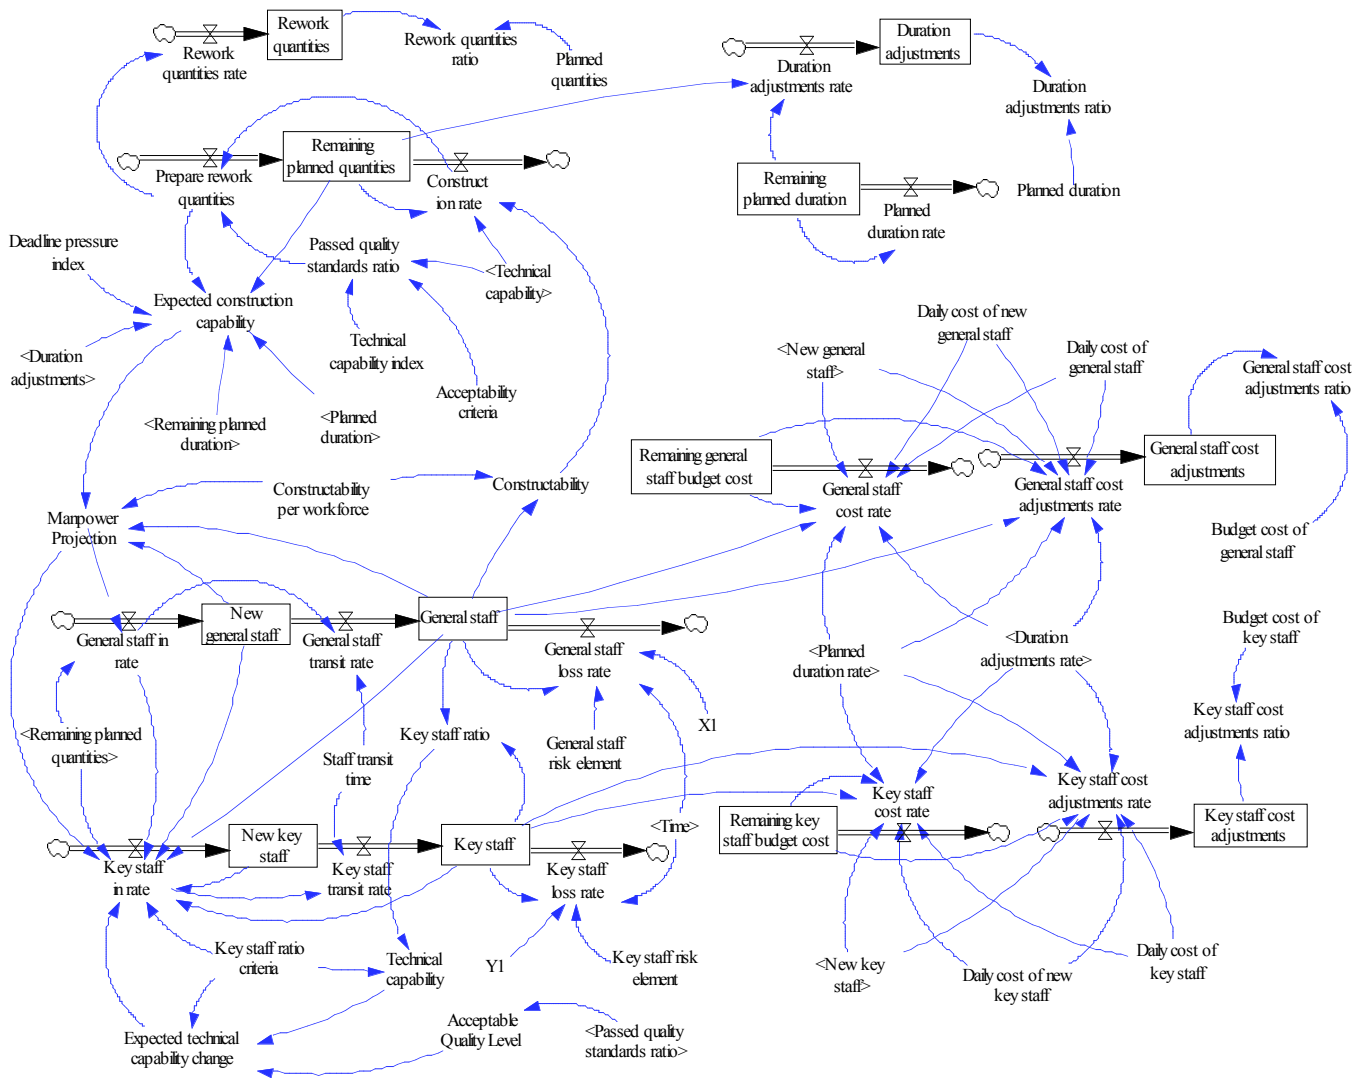 Rework
quantities
Rework
quantities rate
Rework quantities
ratio
Planned
quantities
Duration
adjustments
Duration
adjustments rate
Duration
adjustments ratio
Planned duration
Remaining
planned quantities
Prepare rework
quantities
Construct
ion rate
Remaining
planned duration
Planned
duration rate
Deadline pressure
index
Passed quality
standards ratio
<Technical
capability>
Expected construction
capability
<Duration
adjustments>
Technical
capability index
Acceptability
criteria
<Remaining planned
duration>
<Planned
duration>
Daily cost of new
general staff
<New general
staff>
Daily cost of
general staff
General staff cost
adjustments ratio
Remaining general
staff budget cost
General staff
cost rate
General staff cost
adjustments rate
General staff cost
adjustments
Budget cost of
general staff
Constructability
per workforce
Constructability
Manpower
Projection
New
general staff
General staff in
rate
General staff
transit rate
General staff
General staff
loss rate
<Planned
duration rate>
<Duration
adjustments rate>
Budget cost of
key staff
X1
<Remaining planned
quantities>
Key staff ratio
Staff transit
time
General staff
risk element
Key staff cost
adjustments ratio
Key staff
cost rate
Key staff cost
adjustments rate
<Time>
Remaining key
staff budget cost
Key staff cost
adjustments
New key
staff
Key staff
Key staff
in rate
Key staff
transit rate
Key staff
loss rate
Key staff ratio
criteria
Technical
capability
Y1
Key staff risk
element
<New key
staff>
Daily cost of new
key staff
Daily cost of
key staff
Expected technical
capability change
Acceptable
Quality Level
<Passed quality
standards ratio>